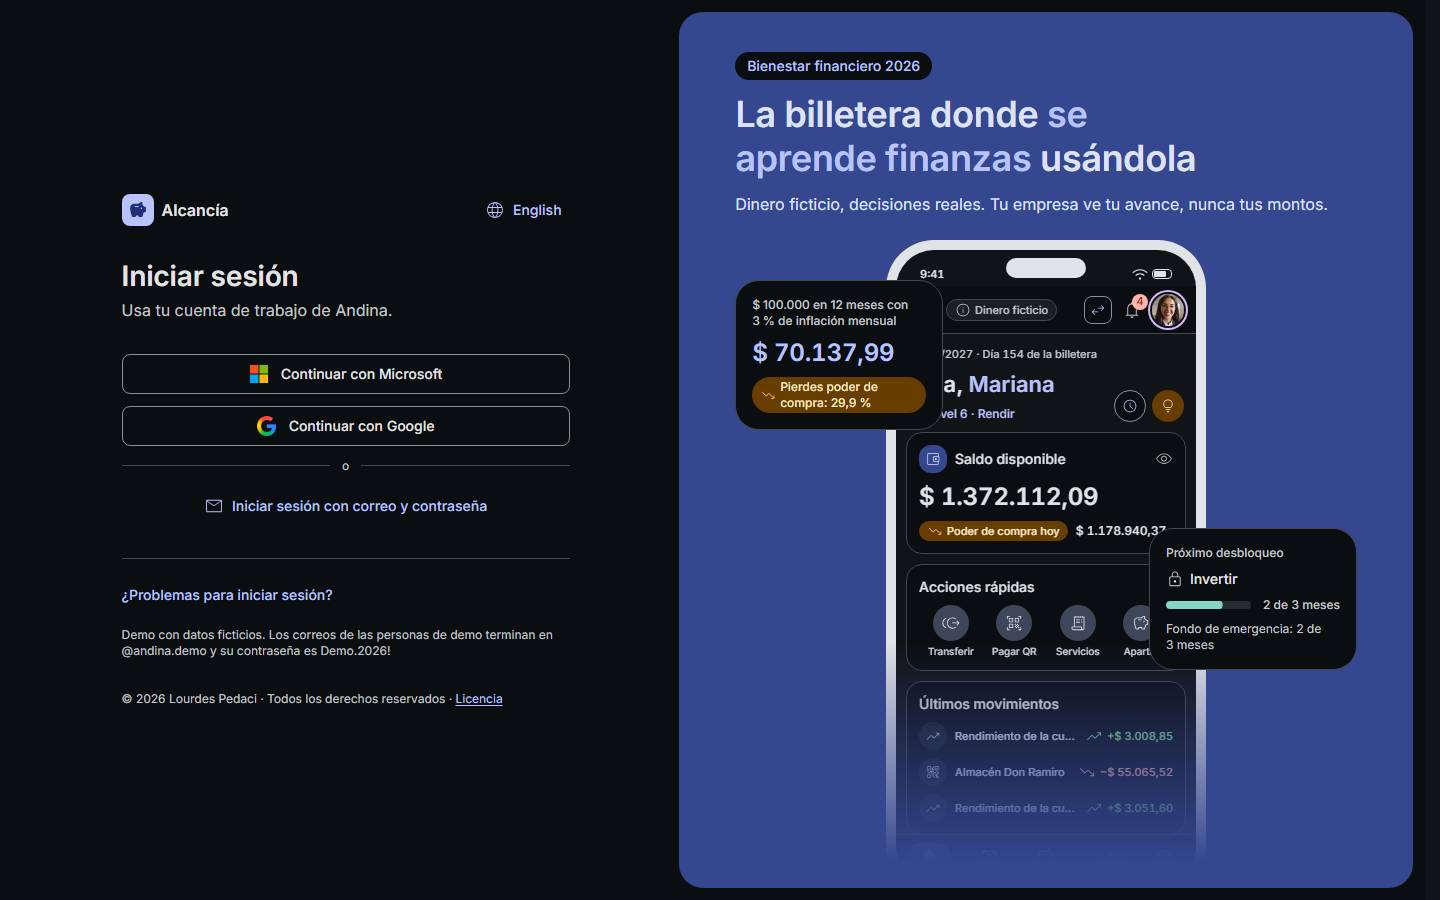 Alcancía
English
Iniciar sesión
Usa tu cuenta de trabajo de Andina.
Continuar con Microsoft
Continuar con Google
o
Iniciar sesión con correo y contraseña
¿Problemas para iniciar sesión?
Demo con datos ficticios. Los correos de las personas de demo terminan en
@andina.demo y su contraseña es Demo.2026!
© 2026 Lourdes Pedaci · Todos los derechos reservados · Licencia
Bienestar financiero 2026
La billetera donde se
aprende finanzas usándola
Dinero ficticio, decisiones reales. Tu empresa ve tu avance, nunca tus montos.
$ 100.000 en 12 meses con
3 % de inflación mensual
$ 70.137,99
Pierdes poder de
compra: 29,9 %
9:41
Dinero ficticio
4
/2027 · Día 154 de la billetera
a, Mariana
vel 6 · Rendir
Saldo disponible
$ 1.372.112,09
Poder de compra hoy
$ 1.178.940,37
Acciones rápidas
Transferir
Pagar QR
Servicios
Apart
Próximo desbloqueo
Invertir
2 de 3 meses
Fondo de emergencia: 2 de
3 meses
Últimos movimientos
Rendimiento de la cu... +$ 3.008,85
Almacén Don Ramiro −$ 55.065,52
Rendimiento de la cu... +$ 3.051,60